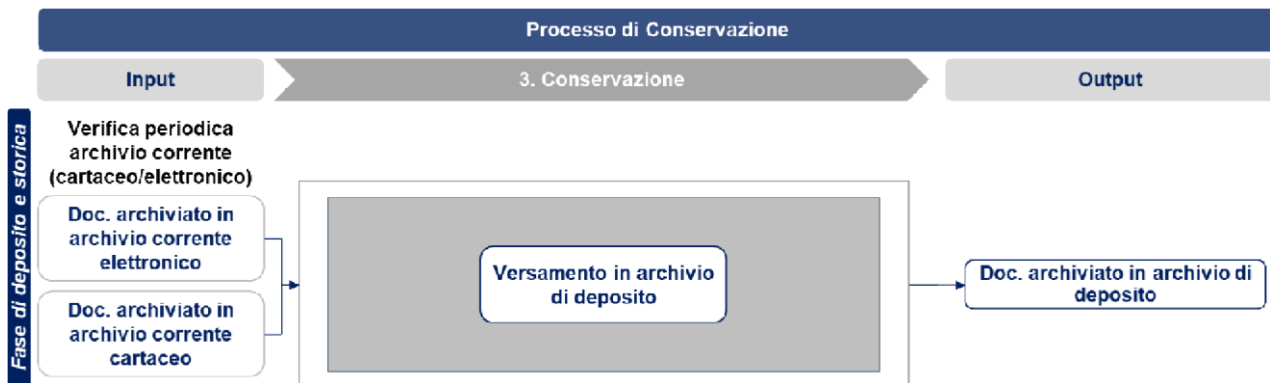 Processo di Conservazione
Input
3. Conservazione
Output
Fase di deposito e storica
Verifica periodica
archivio corrente
(cartaceo/elettronico)
Doc. archiviato in
archivio corrente
elettronico
Doc. archiviato in
archivio corrente
cartaceo
Versamento in archivio
di deposito
Doc. archiviato in archivio di
deposito